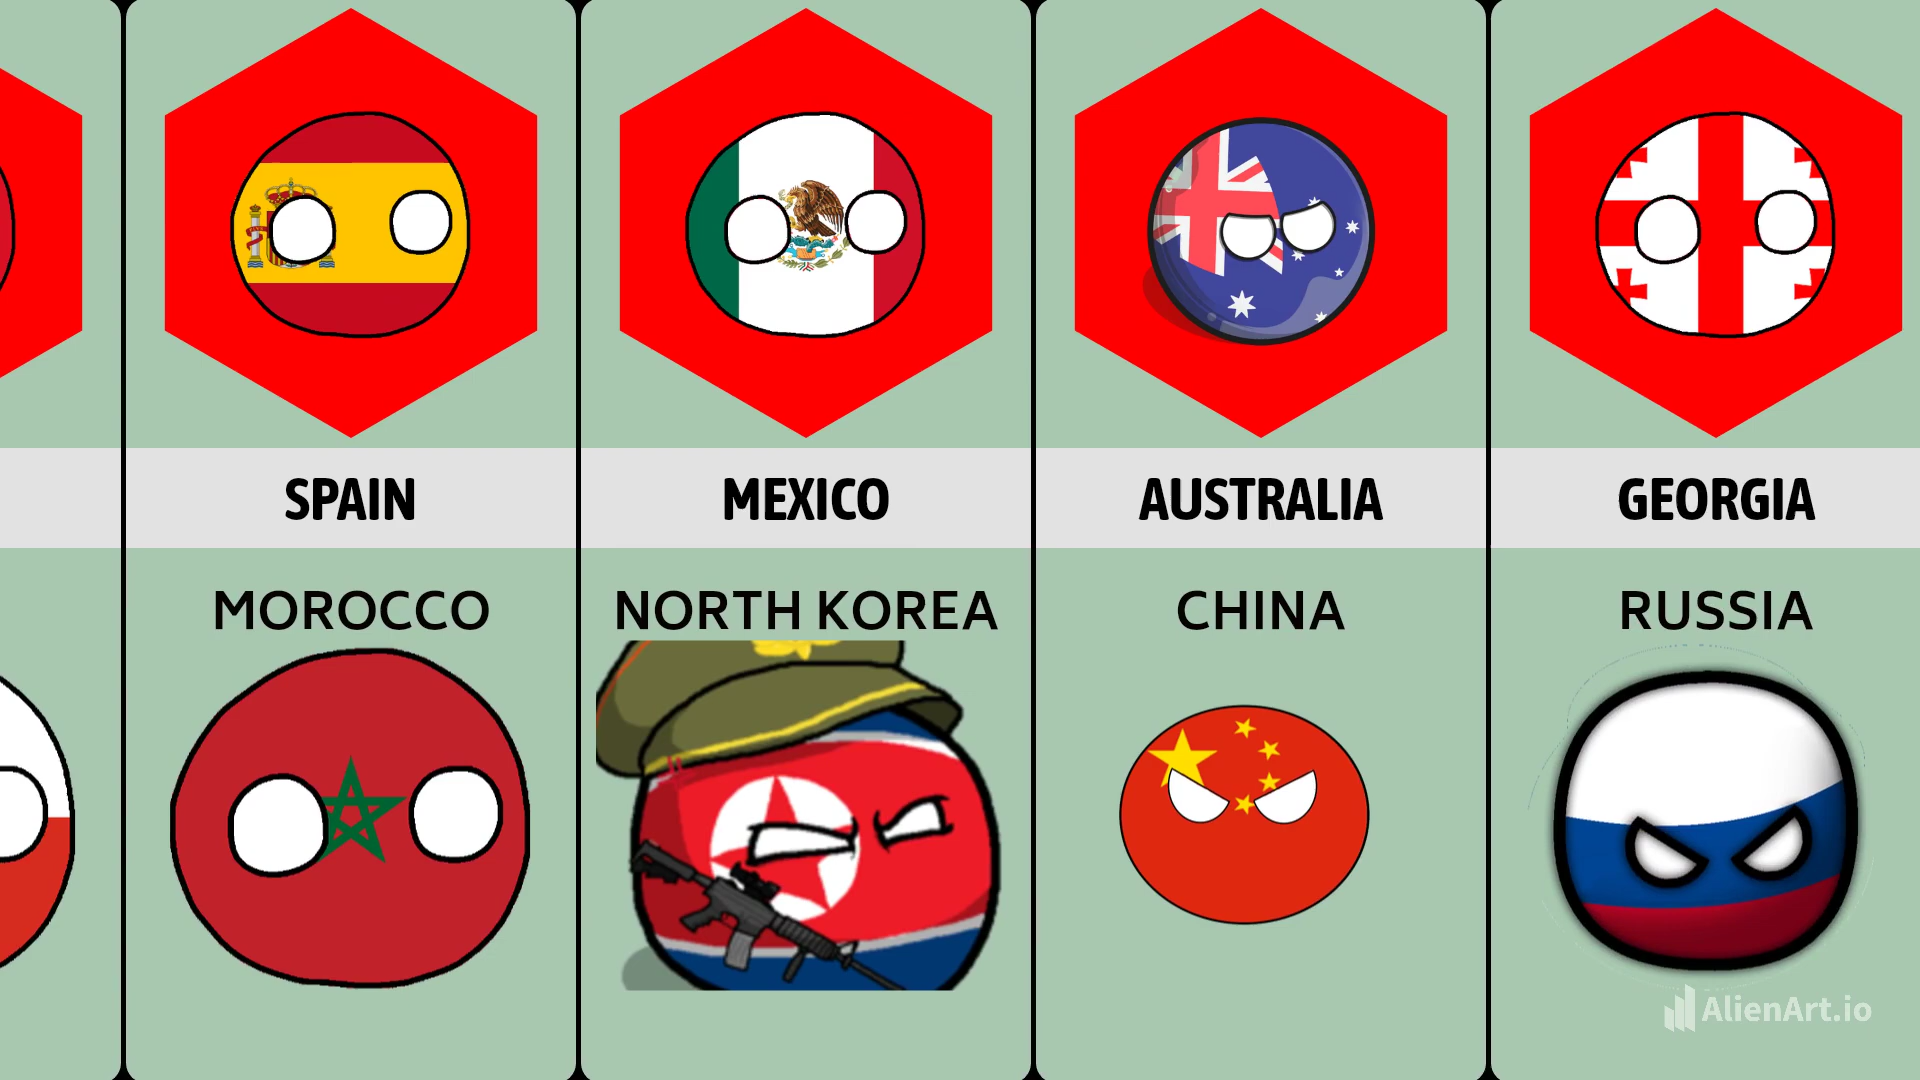 SPAIN
MOROCCO
MEXICO
NORTH KOREA
AUSTRALIA
CHINA
GEORGIA
RUSSIA
AlienArt.io